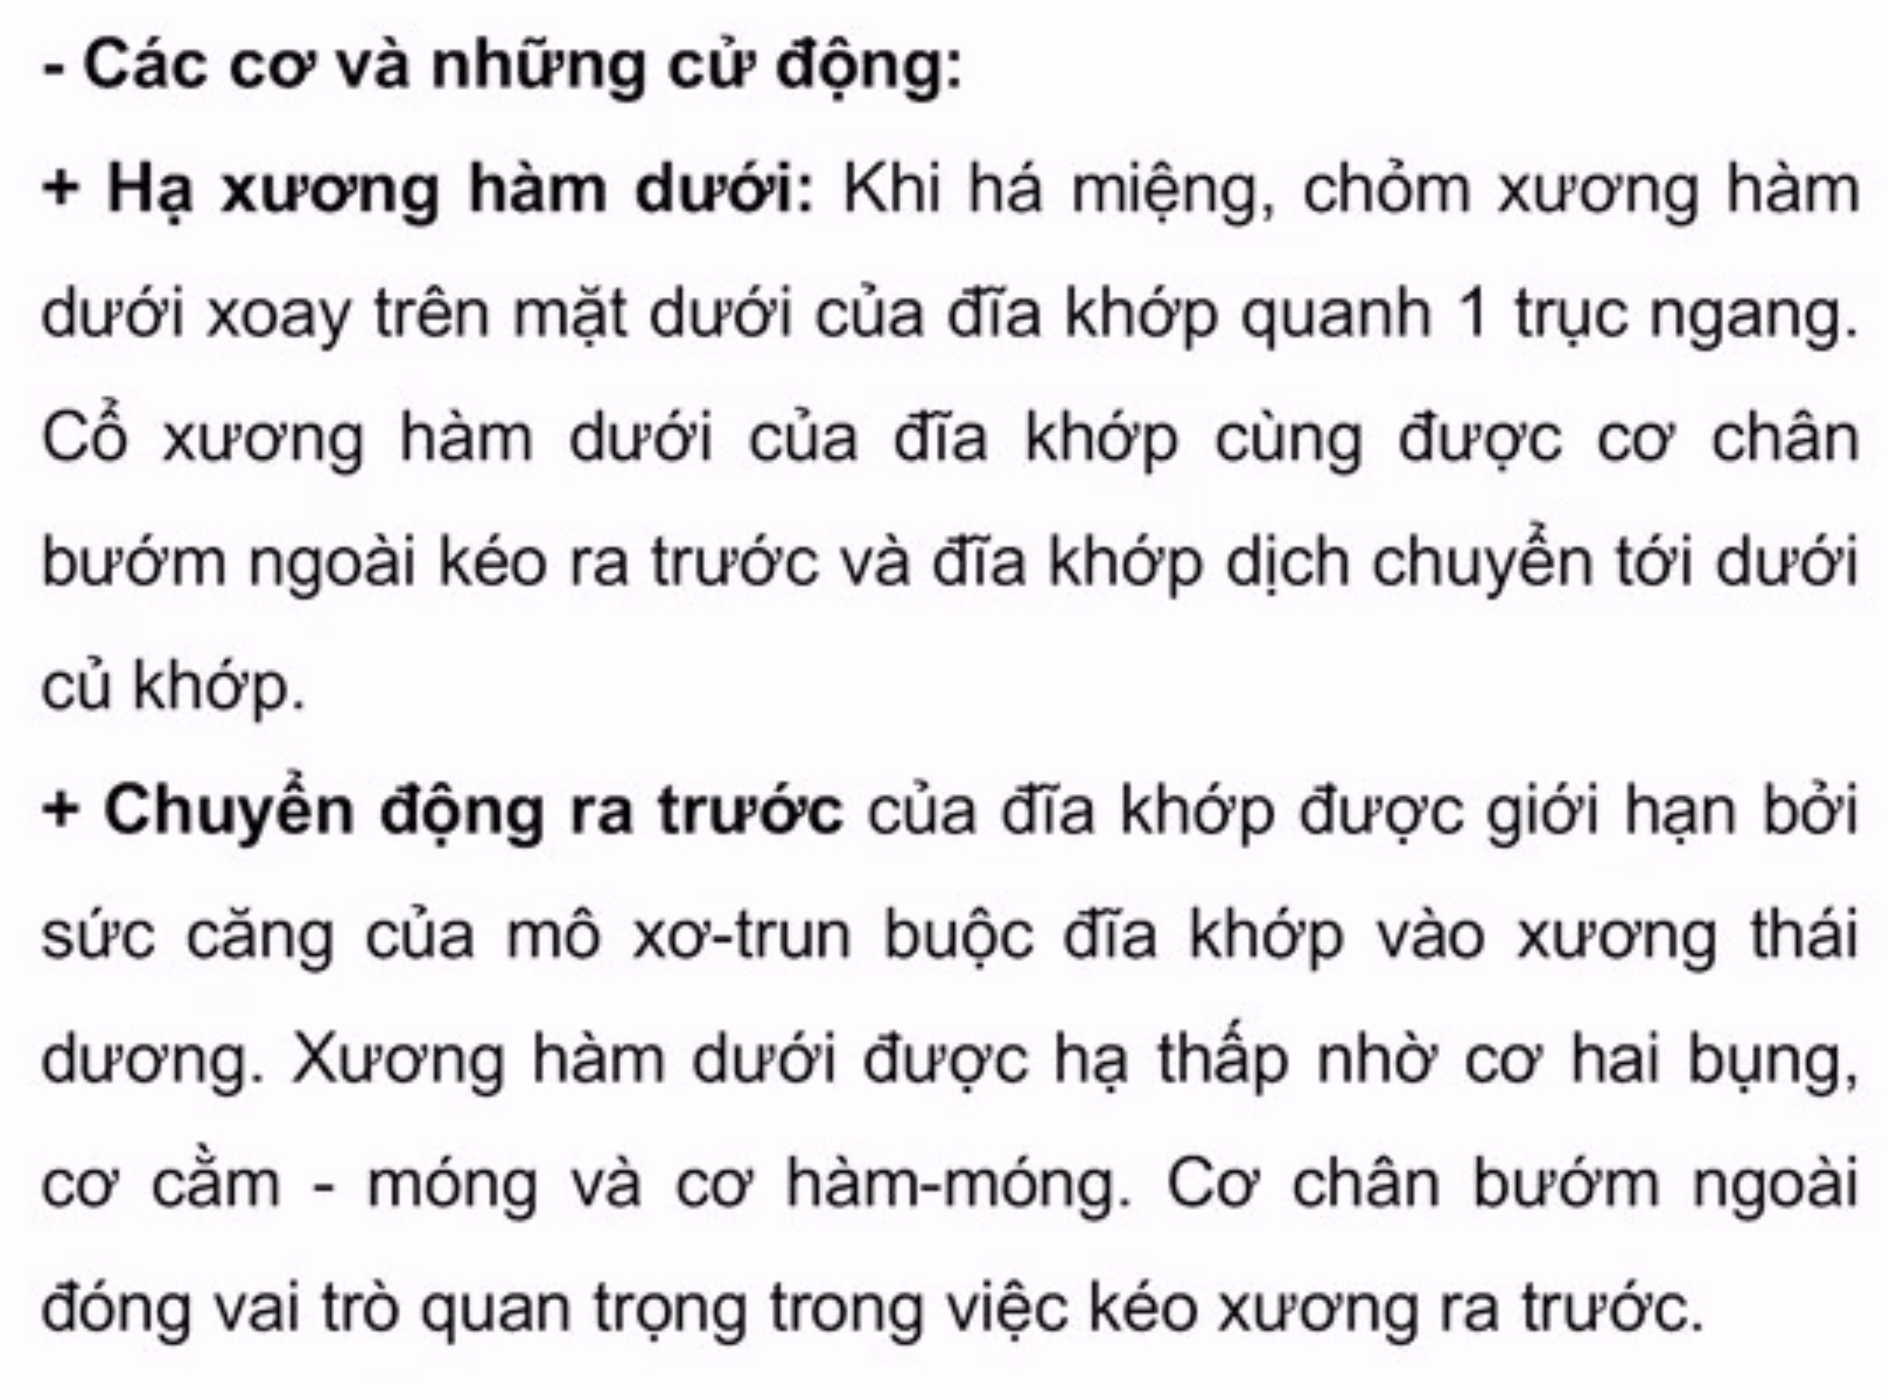 - Các cơ và những cử động:
+ Hạ xương hàm dưới: Khi há miệng, chỏm xương hàm
dưới xoay trên mặt dưới của đĩa khớp quanh 1 trục ngang.
Cổ xương hàm dưới của đĩa khớp cùng được cơ chân
bướm ngoài kéo ra trước và đĩa khớp dịch chuyển tới dưới
củ khớp.
+ Chuyển động ra trước của đĩa khớp được giới hạn bởi
sức căng của mô xơ-trun buộc đĩa khớp vào xương thái
dương. Xương hàm dưới được hạ thấp nhờ cơ hai bụng,
cơ cằm - móng và cơ hàm-móng. Cơ chân bướm ngoài
đóng vai trò quan trọng trong việc kéo xương ra trước.